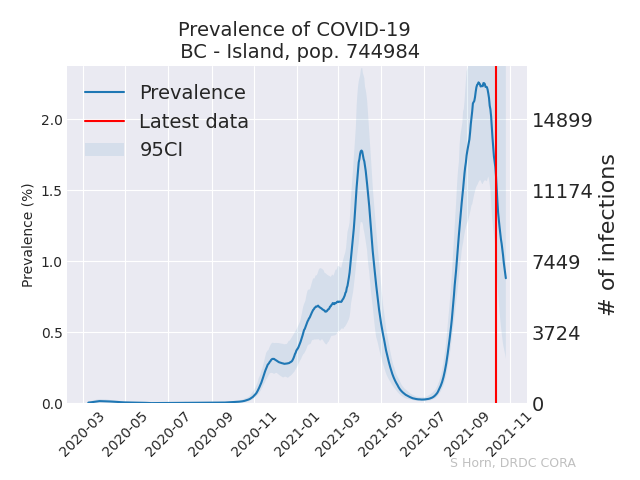 Prevalence of COVID-19
BC - Island, pop. 744984
Prevalence
Latest data
95CI
Prevalence (%)
2.0
1.5
1.0
0.5
0.0
14899
11174
7449
3724
0
# of infections
2020-03
2020-05
2020-07
2020-09
2020-11
2021-01
2021-03
2021-05
2021-07
2021-09
2021-11
S Horn, DRDC CORA